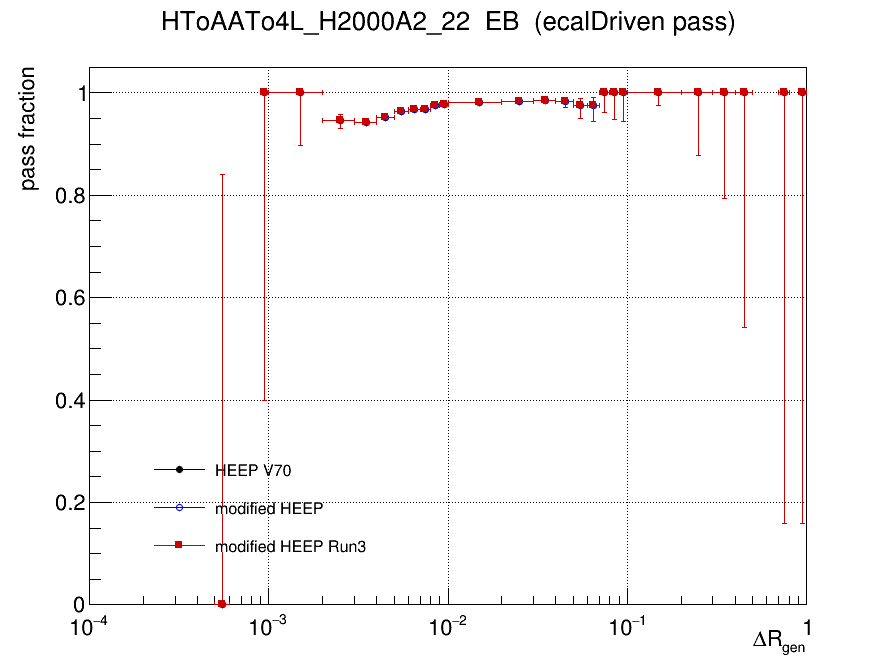 HToAATo4L_H2000A2_22 EB (ecalDriven pass)
pass fraction
1
0.8
0.6
0.4
0.2
0
HEEP V70
modified HEEP
modified HEEP Run3
10⁻⁴ 10⁻³ 10⁻² 10⁻¹ 1
ΔR_gen